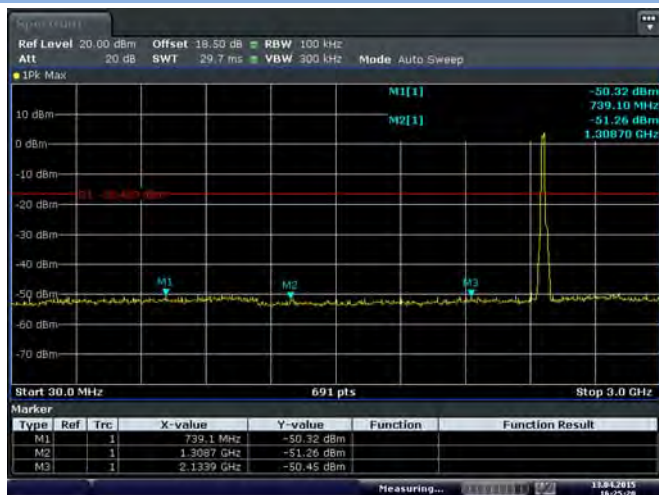 Spectrum
Ref Level 20.00 dBm Offset 18.50 dB RBW 100 kHz
Att 20 dB SWT 29.7 ms VBW 300 kHz Mode Auto Sweep
1Pk Max
M1[1] -50.32 dBm
739.10 MHz
M2[1] -51.26 dBm
1.30870 GHz
10 dBm
0 dBm
-10 dBm
D1
-20 dBm
-30 dBm
-40 dBm
M1 M2 M3
-50 dBm
-60 dBm
-70 dBm
Start 30.0 MHz 691 pts Stop 3.0 GHz
Marker
Type Ref Trc X-value Y-value Function Function Result
M1 1 739.1 MHz -50.32 dBm
M2 1 1.3087 GHz -51.26 dBm
M3 1 2.1339 GHz -50.45 dBm
Measuring... 13.04.2015
16:25:20